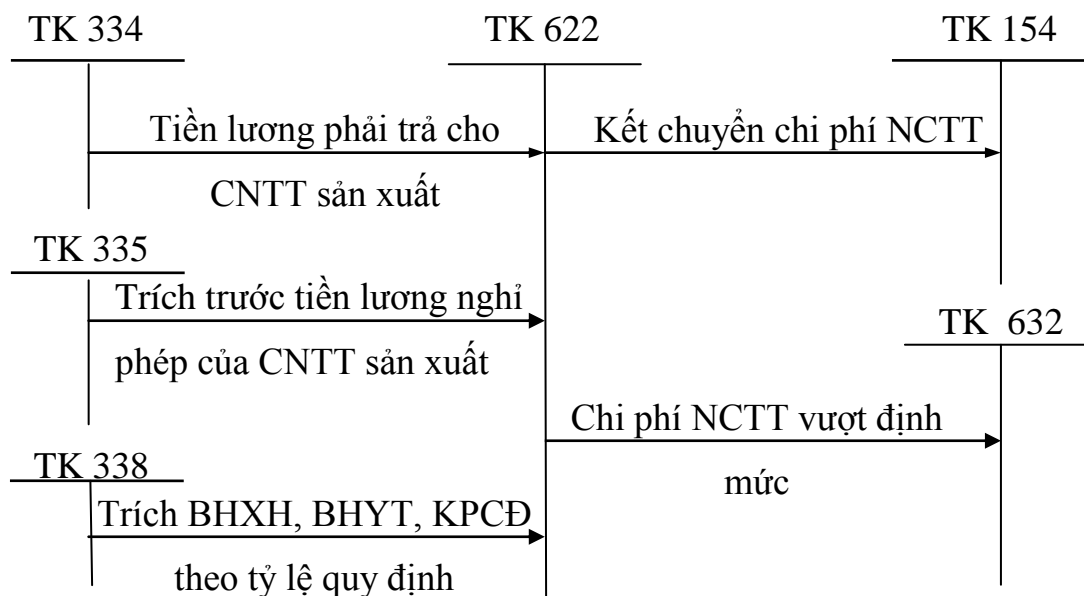 TK 334
TK 622
TK 154
Tiền lương phải trả cho
CNTT sản xuất
Kết chuyển chi phí NCTT
TK 335
Trích trước tiền lương nghỉ
phép của CNTT sản xuất
TK 632
Chi phí NCTT vượt định
mức
TK 338
Trích BHXH, BHYT, KPCĐ
theo tỷ lệ quy định